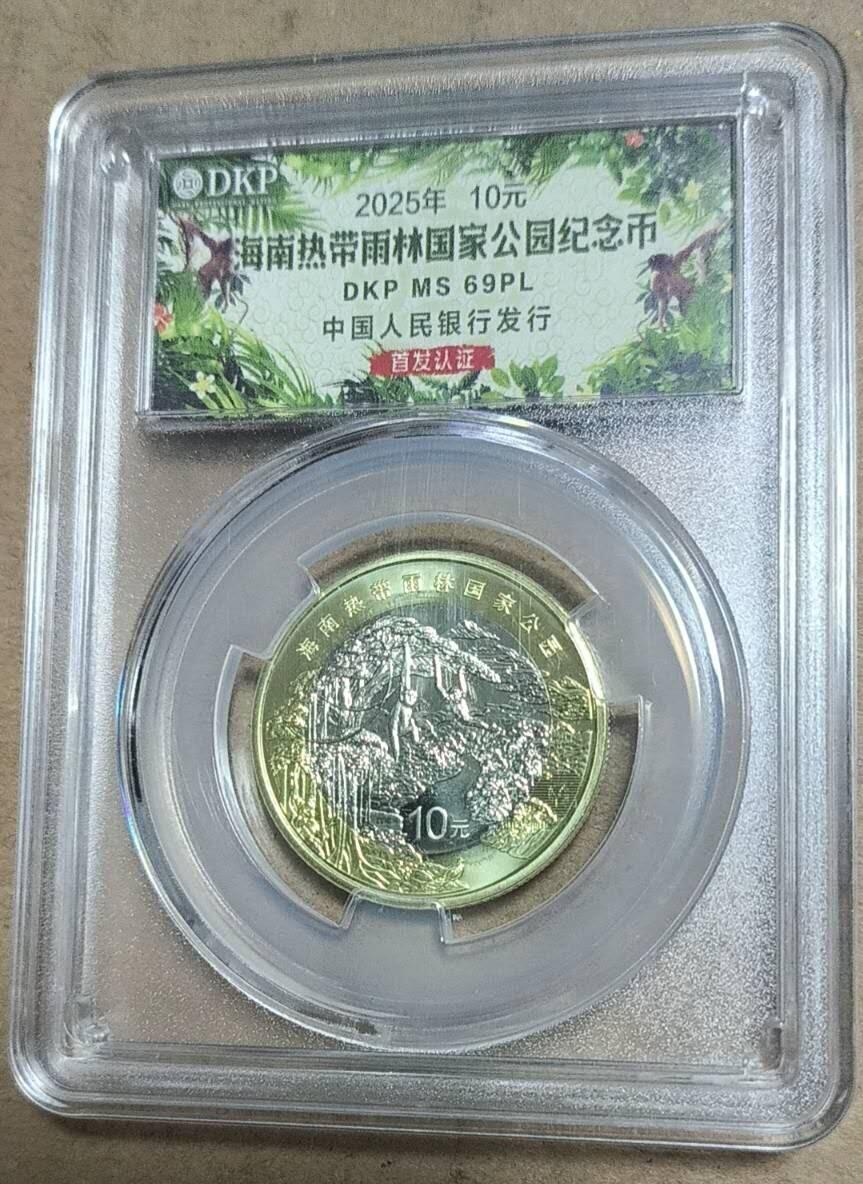 DKP
2025年 10元
海南热带雨林国家公园纪念币
DKP MS 69PL
中国人民银行发行
首发认证
海南热带雨林国家公园
10元